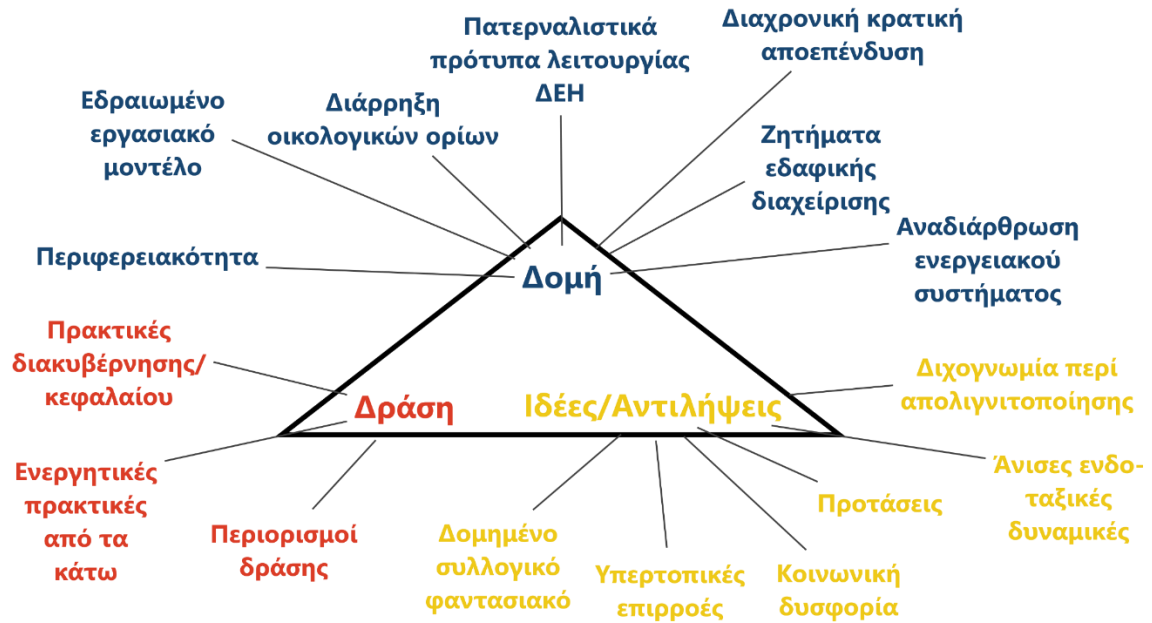 Πατερναλιστικά
πρότυπα λειτουργίας
ΔΕΗ
Διαχρονική κρατική
αποεπένδυση
Εδραιωμένο
εργασιακό
μοντέλο
Διάρρηξη
οικολογικών ορίων
Ζητήματα
εδαφικής
διαχείρισης
Περιφερειακότητα
Αναδιάρθρωση
ενεργειακού
συστήματος
Δομή
Πρακτικές
διακυβέρνησης/
κεφαλαίου
Δράση
Ιδέες/Αντιλήψεις
Διχογνωμία περί
απολιγνιτοποίησης
Ενεργητικές
πρακτικές
από τα
κάτω
Περιορισμοί
δράσης
Δομημένο
συλλογικό
φαντασιακό
Υπερτοπικές
επιρροές
Κοινωνική
δυσφορία
Προτάσεις
Άνισες ενδο-
ταξικές
δυναμικές